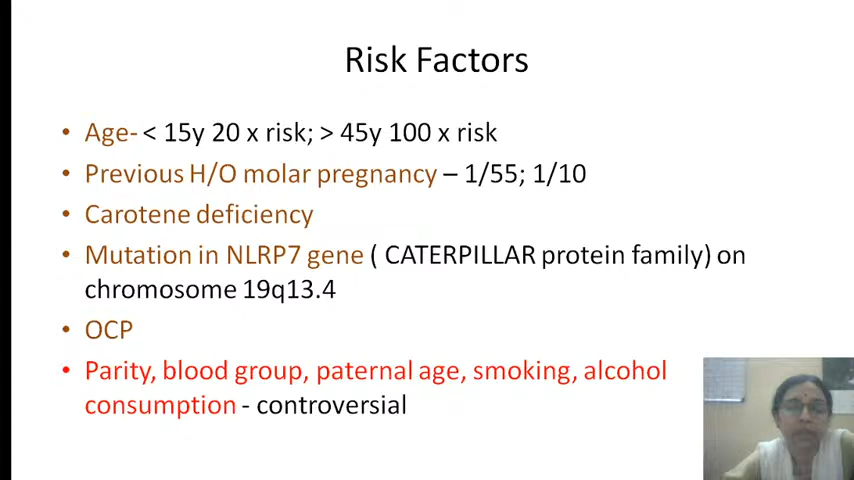 Risk Factors
• Age- < 15y 20 x risk; > 45y 100 x risk
• Previous H/O molar pregnancy – 1/55; 1/10
• Carotene deficiency
• Mutation in NLRP7 gene ( CATERPILLAR protein family) on
chromosome 19q13.4
• OCP
• Parity, blood group, paternal age, smoking, alcohol
consumption - controversial